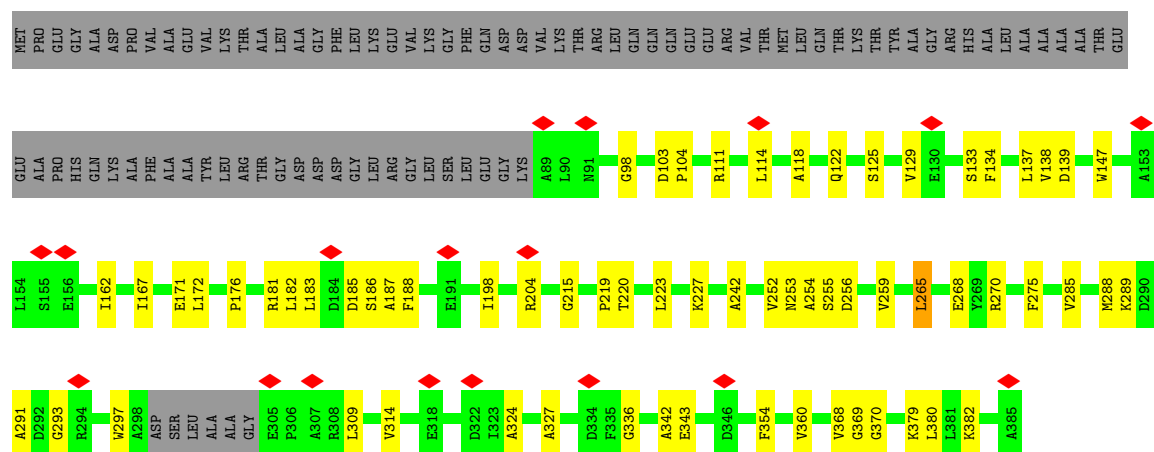 MET PRO GLU GLY ALA ASP PRO VAL ALA GLU VAL LYS THR ALA LEU ALA GLY PHE LEU LYS GLU VAL LYS GLY PHE GLN ASP ASP VAL LYS THR ARG LEU GLN GLN GLN GLU GLU ARG VAL THR MET LEU GLN THR LYS THR TYR ALA GLY ARG HIS ALA LEU ALA ALA ALA ALA THR GLU
GLU ALA PRO HIS GLN LYS ALA PHE ALA ALA TYR LEU ARG THR GLY ASP ASP ASP GLY LEU ARG GLY LEU SER LEU GLU GLY LYS A89 L90 N91 G98 D103 P104 R111 L114 A118 Q122 S125 V129 E130 S133 F134 L137 V138 D139 W147 A153
L154 S155 E156 I162 I167 E171 L172 P176 R181 L182 L183 D184 D185 S186 A187 F188 E191 I198 R204 G215 P219 T220 L223 K227 A242 V252 N253 A254 S255 D256 V259 L265 E268 Y269 R270 F275 V285 M288 K289 D290
A291 D292 G293 R294 W297 A298 ASP SER LEU ALA ALA GLY E305 P306 A307 R308 L309 V314 E318 D322 I323 A324 A327 D334 F335 G336 A342 E343 D346 F354 V360 V368 G369 G370 K379 L380 L381 K382 A385